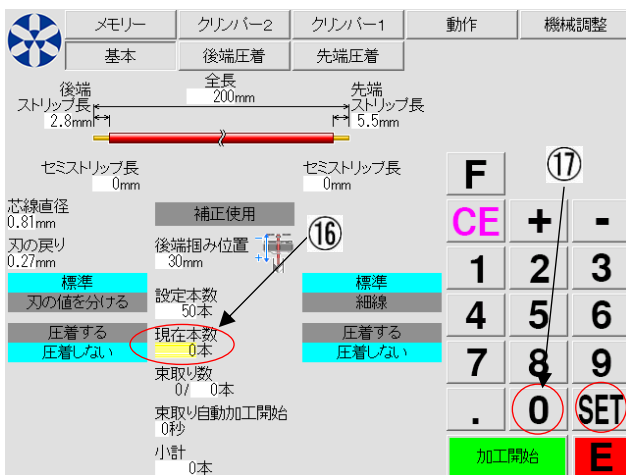 メモリー
クリンパー2
クリンパー1
動作
機械調整
基本
後端圧着
先端圧着
後端
ストリップ長
2.8mm
全長
200mm
先端
ストリップ長
5.5mm
セミストリップ長
0mm
セミストリップ長
0mm
芯線直径
0.81mm
刃の戻り
0.27mm
補正使用
後端掴み位置
30mm
⑯
⑰
標準
刃の値を分ける
設定本数
50本
標準
細線
圧着する
圧着しない
現在本数
0本
圧着する
圧着しない
束取り数
0/ 0本
束取り自動加工開始
0秒
小計
0本
F
CE + -
1 2 3
4 5 6
7 8 9
. 0 SET
加工開始 E